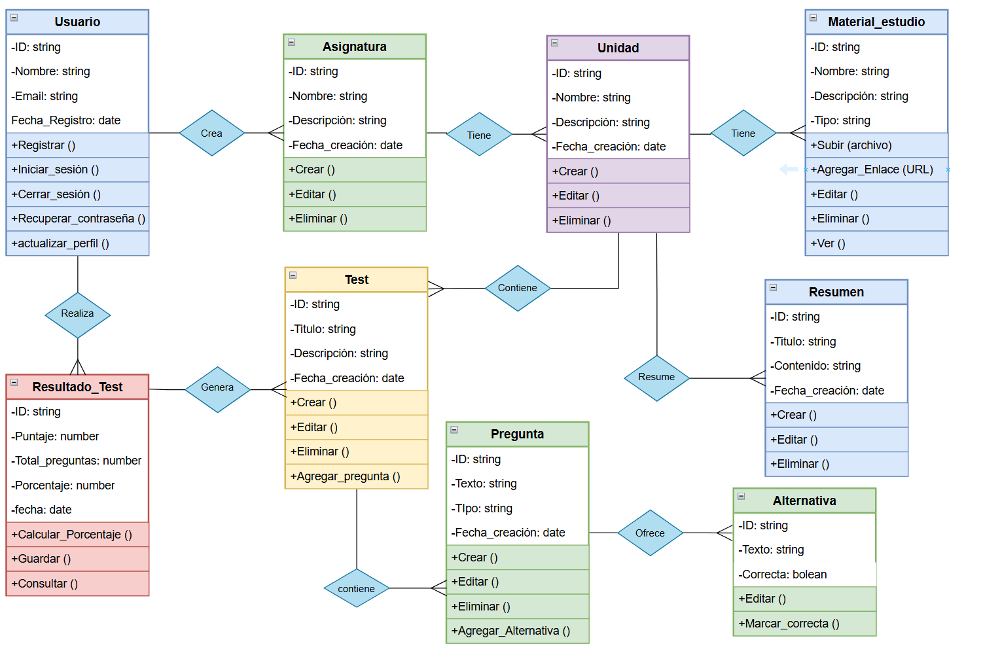 Usuario
-ID: string
-Nombre: string
-Email: string
Fecha_Registro: date
+Registrar ()
+Iniciar_sesión ()
+Cerrar_sesión ()
+Recuperar_contraseña ()
+actualizar_perfil ()
Crea
Asignatura
-ID: string
-Nombre: string
-Descripción: string
-Fecha_creación: date
+Crear ()
+Editar ()
+Eliminar ()
Tiene
Unidad
-ID: string
-Nombre: string
-Descripción: string
-Fecha_creación: date
+Crear ()
+Editar ()
+Eliminar ()
Tiene
Material_estudio
-ID: string
-Nombre: string
-Descripción: string
-Tipo: string
+Subir (archivo)
+Agregar_Enlace (URL)
+Editar ()
+Eliminar ()
+Ver ()
Realiza
Resultado_Test
-ID: string
-Puntaje: number
-Total_preguntas: number
-Porcentaje: number
-fecha: date
+Calcular_Porcentaje ()
+Guardar ()
+Consultar ()
Genera
Test
-ID: string
-Titulo: string
-Descripción: string
-Fecha_creación: date
+Crear ()
+Editar ()
+Eliminar ()
+Agregar_pregunta ()
Contiene
Resume
Resumen
-ID: string
-Titulo: string
-Contenido: string
-Fecha_creación: date
+Crear ()
+Editar ()
+Eliminar ()
contiene
Pregunta
-ID: string
-Texto: string
-TIpo: string
-Fecha_creación: date
+Crear ()
+Editar ()
+Eliminar ()
+Agregar_Alternativa ()
Ofrece
Alternativa
-ID: string
-Texto: string
-Correcta: bolean
+Editar ()
+Marcar_correcta ()